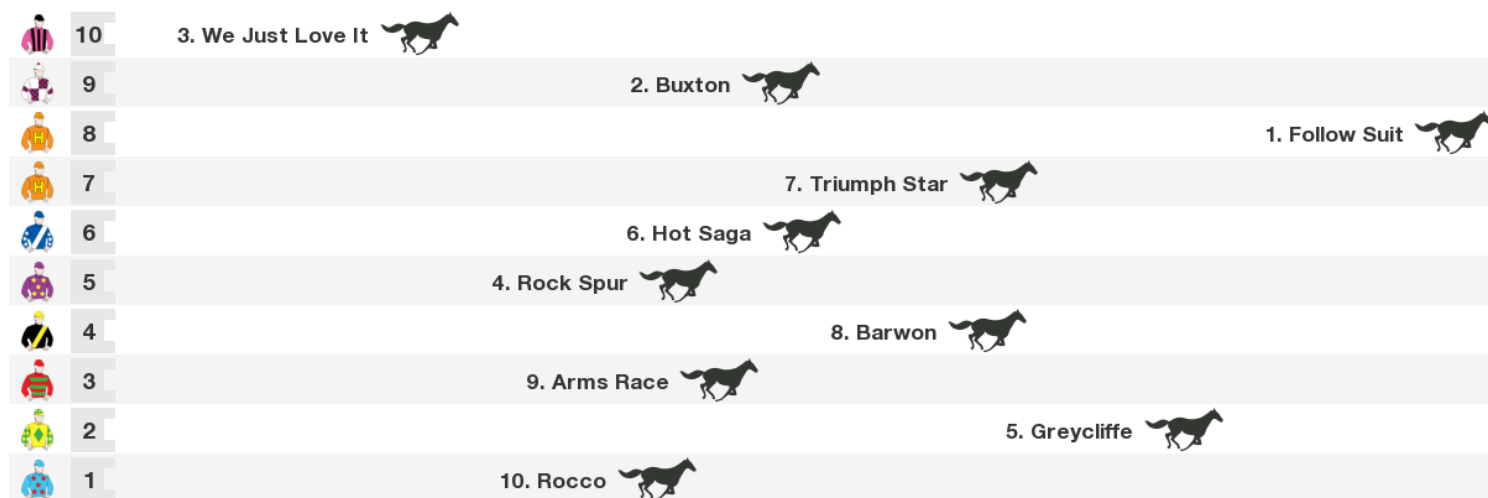 10 3. We Just Love It
9 2. Buxton
8 1. Follow Suit
H
7 7. Triumph Star
H
6 6. Hot Saga
5 4. Rock Spur
4 8. Barwon
3 9. Arms Race
2 5. Greycliffe
1 10. Rocco